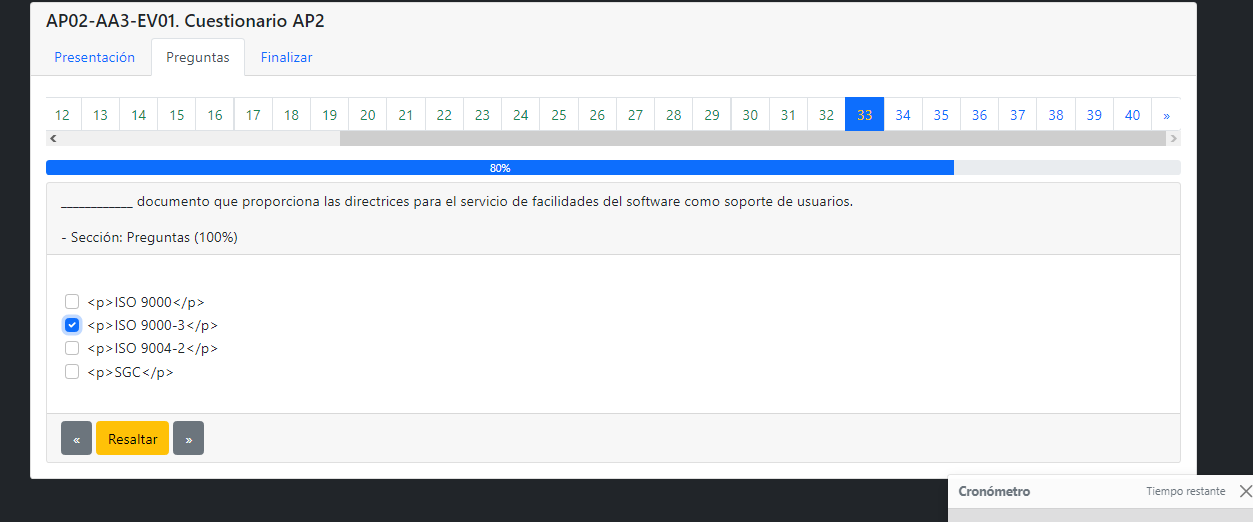 AP02-AA3-EV01. Cuestionario AP2
Presentación Preguntas Finalizar
12 13 14 15 16 17 18 19 20 21 22 23 24 25 26 27 28 29 30 31 32 33 34 35 36 37 38 39 40 »
80%
____________ documento que proporciona las directrices para el servicio de facilidades del software como soporte de usuarios.
- Sección: Preguntas (100%)
<p>ISO 9000</p>
<p>ISO 9000-3</p>
<p>ISO 9004-2</p>
<p>SGC</p>
« Resaltar »
Cronómetro Tiempo restante